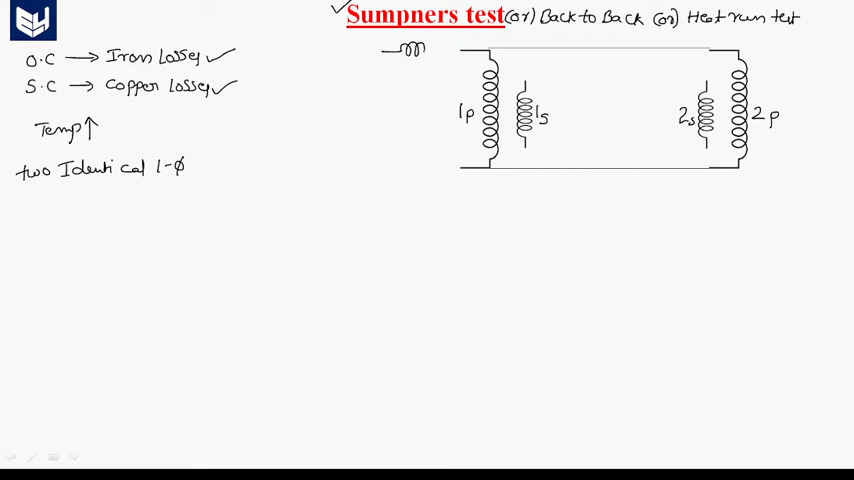 Sumpners test (or) Back to Back (or) Heat run test
O.C → Iron Losses ✓
S.C → Copper Losses ✓
Temp ↑
two Identical 1-ϕ
1p 1s 2s 2p